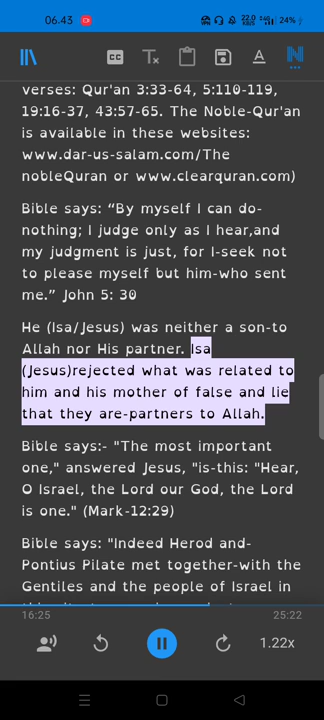 06.43
22.0 KB/S
24%
CC
verses: Qur'an 3:33-64, 5:110-119,
19:16-37, 43:57-65. The Noble-Qur'an
is available in these websites:
www.dar-us-salam.com/The
nobleQuran or www.clearquran.com)
Bible says: “By myself I can do-
nothing; I judge only as I hear,and
my judgment is just, for I-seek not
to please myself but him-who sent
me.” John 5: 30
He (Isa/Jesus) was neither a son-to
Allah nor His partner. Isa
(Jesus)rejected what was related to
him and his mother of false and lie
that they are-partners to Allah.
Bible says:- "The most important
one," answered Jesus, "is-this: "Hear,
O Israel, the Lord our God, the Lord
is one." (Mark-12:29)
Bible says: "Indeed Herod and-
Pontius Pilate met together-with the
Gentiles and the people of Israel in
16:25
25:22
1.22x